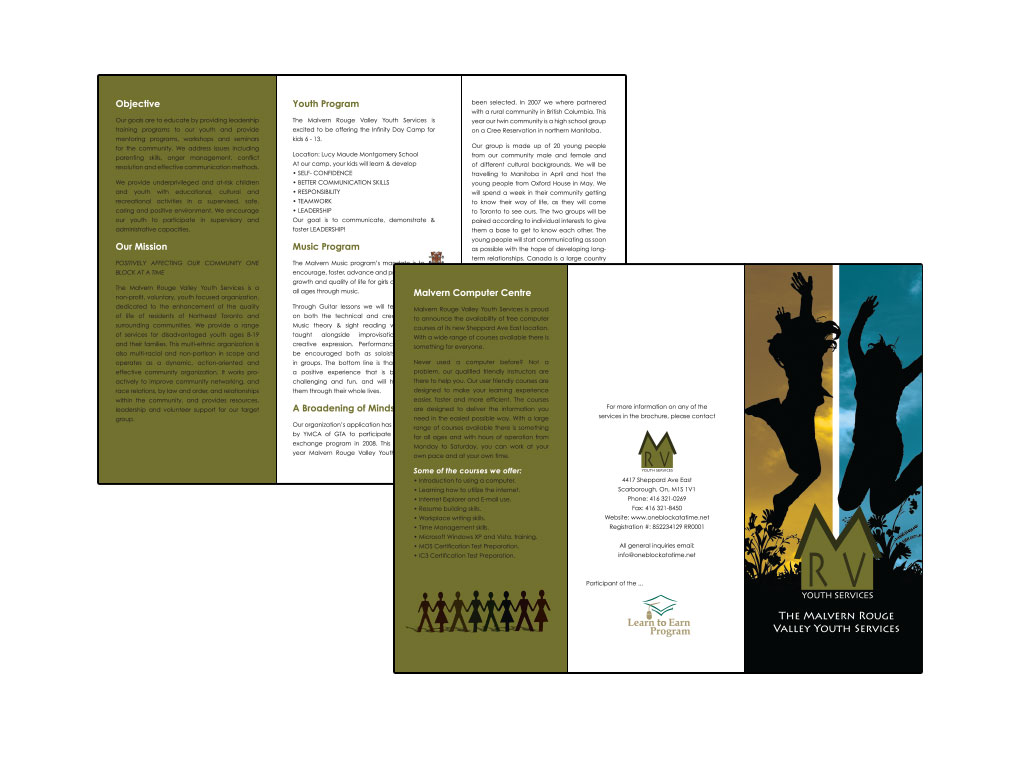 Objective
Our goals are to educate by providing leadership
training programs to our youth and provide
mentoring programs, workshops and seminars
for the community. We address issues including
parenting skills, anger management, conflict
resolution and effective communication methods.
We provide underprivileged and at-risk children
and youth with educational, cultural and
recreational activities in a supervised, safe,
caring and positive environment. We encourage
our youth to participate in supervisory and
administrative capacities.
Our Mission
POSITIVELY AFFECTING OUR COMMUNITY ONE
BLOCK AT A TIME
The Malvern Rouge Valley Youth Services is a
non-profit, voluntary, youth focused organization,
dedicated to the enhancement of the quality
of life of residents of Northeast Toronto and
surrounding communities. We provide a range
of services for disadvantaged youth ages 8-19
and their families. This multi-ethnic organization is
also multi-racial and non-partisan in scope and
operates as a dynamic, action-oriented and
effective community organization. It works pro-
actively to improve community networking, and
race relations, by law and order, and relationships
within the community, and provides resources,
leadership and volunteer support for our target
group.
Youth Program
The Malvern Rouge Valley Youth Services is
excited to be offering the Infinity Day Camp for
kids 6 - 13.
Location: Lucy Maude Montgomery School
At our camp, your kids will learn & develop
• SELF- CONFIDENCE
• BETTER COMMUNICATION SKILLS
• RESPONSIBILITY
• TEAMWORK
• LEADERSHIP
Our goal is to communicate, demonstrate &
foster LEADERSHIP!
Music Program
The Malvern Music program's mandate is to
encourage, foster, advance and
growth and quality of life for girls
all ages through music.
Through Guitar lessons we will
on both the technical and
Music theory & sight reading
taught alongside
creative expression.
be encouraged both as
in groups. The bottom line is
a positive experience that is
challenging and fun, and will
them through their whole lives.
A Broadening of Minds
Our organization's application has
by YMCA of GTA to participate
exchange program in 2008. This
year Malvern Rouge Valley
been selected. In 2007 we where partnered
with a rural community in British Columbia. This
year our twin community is a high school group
on a Cree Reservation in northern Manitoba.
Our group is made up of 20 young people
from our community male and female and
of different cultural backgrounds. We will be
travelling to Manitoba in April and host the
young people from Oxford House in May. We
will spend a week in their community getting
to know their way of life, as they will come
to Toronto to see ours. The two groups will be
paired according to individual interests to give
them a base to get to know each other. The
young people will start communicating as soon
as possible with the hope of developing long-
term relationships. Canada is a large country
Malvern Computer Centre
Malvern Rouge Valley Youth Services is proud
to announce the availability of free computer
courses at its new Sheppard Ave East location.
With a wide range of courses available there is
something for everyone.
Never used a computer before? Not a
problem, our qualified friendly instructors are
there to help you. Our user friendly courses are
designed to make your learning experience
easier, faster and more efficient. The courses
are designed to deliver the information you
need in the easiest possible way. With a large
range of courses available there is something
for all ages and with hours of operation from
Monday to Saturday, you can work at your
own pace and at your own time.
Some of the courses we offer:
• Introduction to using a computer.
• Learning how to utilize the internet.
• Internet Explorer and E-mail use.
• Resume building skills.
• Workplace writing skills.
• Time Management skills.
• Microsoft Windows XP and Vista, training.
• MOS Certification Test Preparation.
• IC3 Certification Test Preparation.
For more information on any of the
services in the brochure, please contact
MRV
YOUTH SERVICES
4417 Sheppard Ave East
Scarborough, On, M1S 1V1
Phone: 416 321-0269
Fax: 416 321-8450
Website: www.oneblockatatime.net
Registration #: 852234129 RR0001
All general inquiries email:
info@oneblockatatime.net
Participant of the ...
Learn to Earn
Program
MRV
YOUTH SERVICES
THE MALVERN ROUGE
VALLEY YOUTH SERVICES